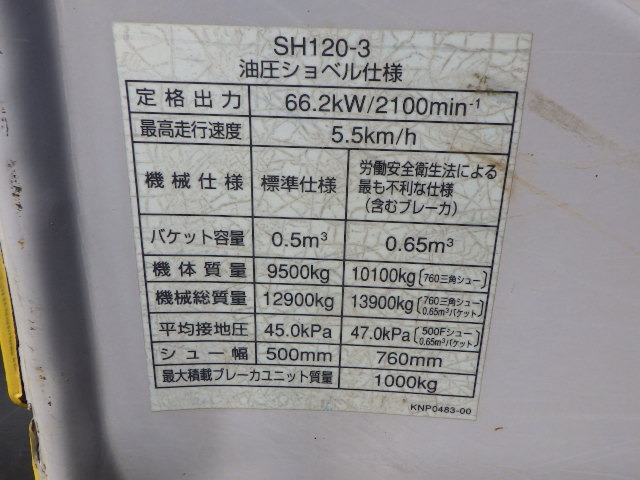 SH120-3
油圧ショベル仕様
定格出力 66.2kW/2100min-1
最高走行速度 5.5km/h
機械仕様 標準仕様 労働安全衛生法による
最も不利な仕様
(含むブレーカ)
バケット容量 0.5m³ 0.65m³
機体質量 9500kg 10100kg〔760三角シュー〕
機械総質量 12900kg 13900kg〔760三角シュー
0.65m³バケット〕
平均接地圧 45.0kPa 47.0kPa〔500Fシュー
0.65m³バケット〕
シュー幅 500mm 760mm
最大積載ブレーカユニット質量 1000kg
KNP0483-00